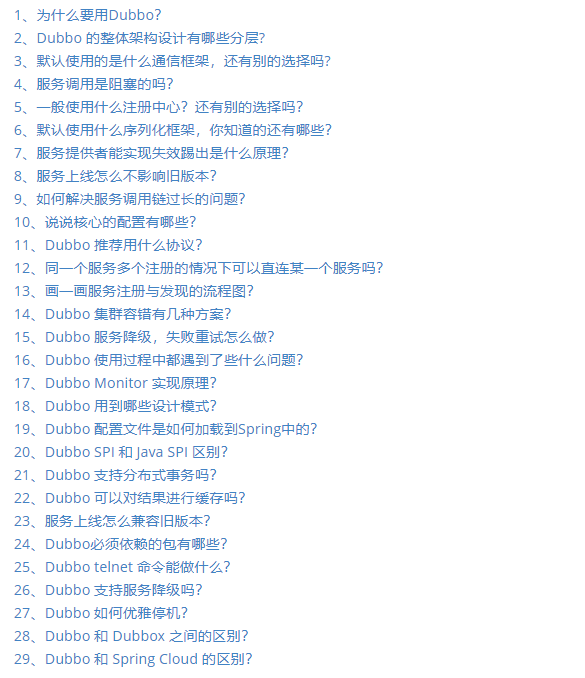 1、为什么要用Dubbo？
2、Dubbo 的整体架构设计有哪些分层？
3、默认使用的是什么通信框架，还有别的选择吗？
4、服务调用是阻塞的吗？
5、一般使用什么注册中心？还有别的选择吗？
6、默认使用什么序列化框架，你知道的还有哪些？
7、服务提供者能实现失效踢出是什么原理？
8、服务上线怎么不影响旧版本？
9、如何解决服务调用链过长的问题？
10、说说核心的配置有哪些？
11、Dubbo 推荐用什么协议？
12、同一个服务多个注册的情况下可以直连某一个服务吗？
13、画一画服务注册与发现的流程图？
14、Dubbo 集群容错有几种方案？
15、Dubbo 服务降级，失败重试怎么做？
16、Dubbo 使用过程中都遇到了些什么问题？
17、Dubbo Monitor 实现原理？
18、Dubbo 用到哪些设计模式？
19、Dubbo 配置文件是如何加载到Spring中的？
20、Dubbo SPI 和 Java SPI 区别？
21、Dubbo 支持分布式事务吗？
22、Dubbo 可以对结果进行缓存吗？
23、服务上线怎么兼容旧版本？
24、Dubbo必须依赖的包有哪些？
25、Dubbo telnet 命令能做什么？
26、Dubbo 支持服务降级吗？
27、Dubbo 如何优雅停机？
28、Dubbo 和 Dubbox 之间的区别？
29、Dubbo 和 Spring Cloud 的区别？